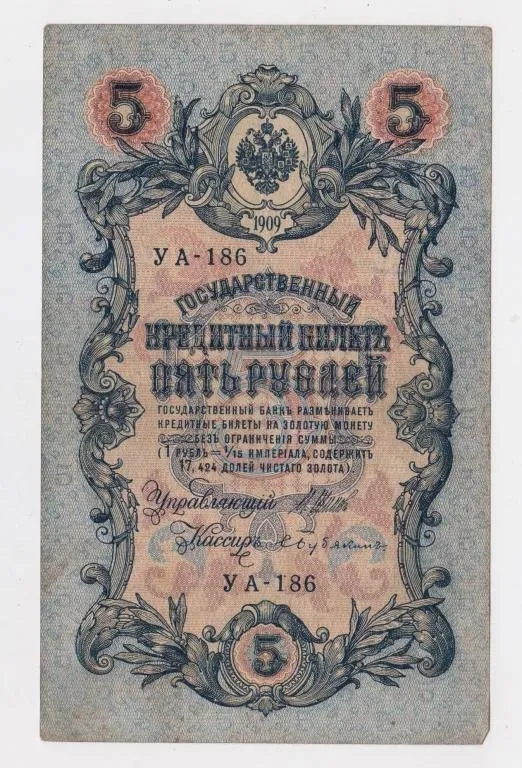 5 5
1909
УА-186
ГОСУДАРСТВЕННЫЙ
КРЕДИТНЫЙ БИЛЕТЪ
ПЯТЬ РУБЛЕЙ
ГОСУДАРСТВЕННЫЙ БАНКЪ РАЗМѢНИВАЕТЪ
КРЕДИТНЫЕ БИЛЕТЫ НА ЗОЛОТУЮ МОНЕТУ
БЕЗЪ ОГРАНИЧЕНІЯ СУММЫ
(1 РУБЛЬ = 1/15 ИМПЕРІАЛА, СОДЕРЖИТЪ
17,424 ДОЛЕЙ ЧИСТАГО ЗОЛОТА).
Управляющій
Кассиръ
УА-186
5